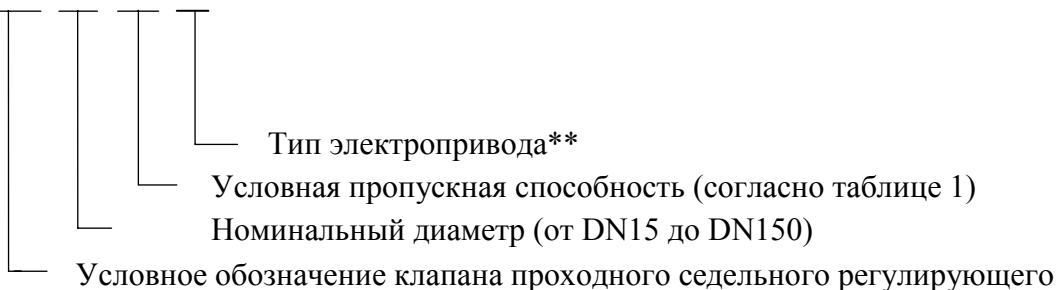 Тип электропривода**
Условная пропускная способность (согласно таблице 1)
Номинальный диаметр (от DN15 до DN150)
Условное обозначение клапана проходного седельного регулирующего